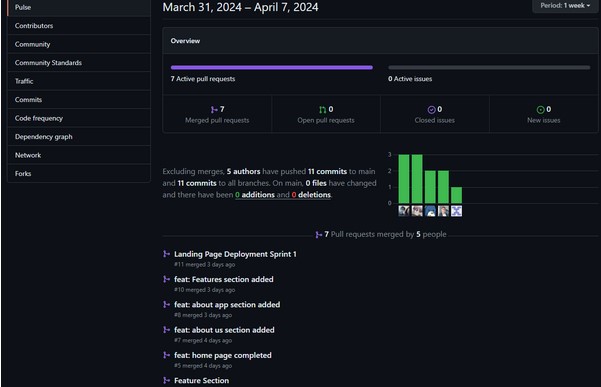 Pulse
Contributors
Community
Community Standards
Traffic
Commits
Code frequency
Dependency graph
Network
Forks
March 31, 2024 – April 7, 2024
Period: 1 week
Overview
7 Active pull requests
0 Active issues
7
Merged pull requests
0
Open pull requests
0
Closed issues
0
New issues
Excluding merges, 5 authors have pushed 11 commits to main
and 11 commits to all branches. On main, 0 files have changed
and there have been 0 additions and 0 deletions.
3
2
1
0
7 Pull requests merged by 5 people
Landing Page Deployment Sprint 1
#11 merged 3 days ago
feat: Features section added
#10 merged 3 days ago
feat: about app section added
#8 merged 3 days ago
feat: about us section added
#7 merged 4 days ago
feat: home page completed
#5 merged 4 days ago
Feature Section